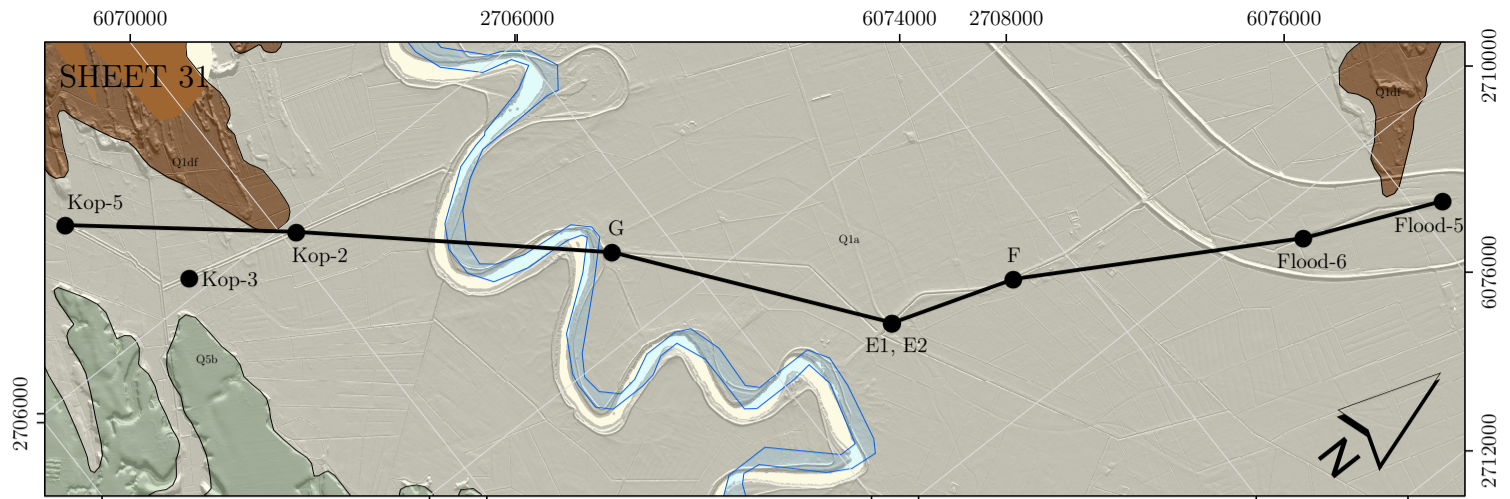 6070000
2706000
6074000
2708000
6076000
2710000
SHEET 31
Q1df
Q1df
Kop-5
Kop-2
Kop-3
G
Q1a
F
E1, E2
Flood-5
Flood-6
6076000
Q5b
2706000
2712000
N